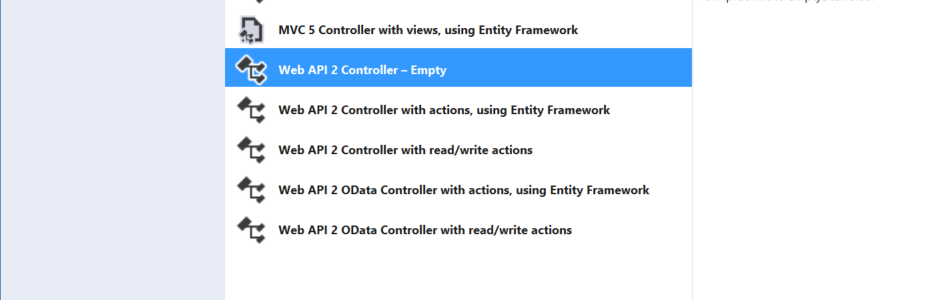 MVC 5 Controller with views, using Entity Framework
Web API 2 Controller – Empty
Web API 2 Controller with actions, using Entity Framework
Web API 2 Controller with read/write actions
Web API 2 OData Controller with actions, using Entity Framework
Web API 2 OData Controller with read/write actions